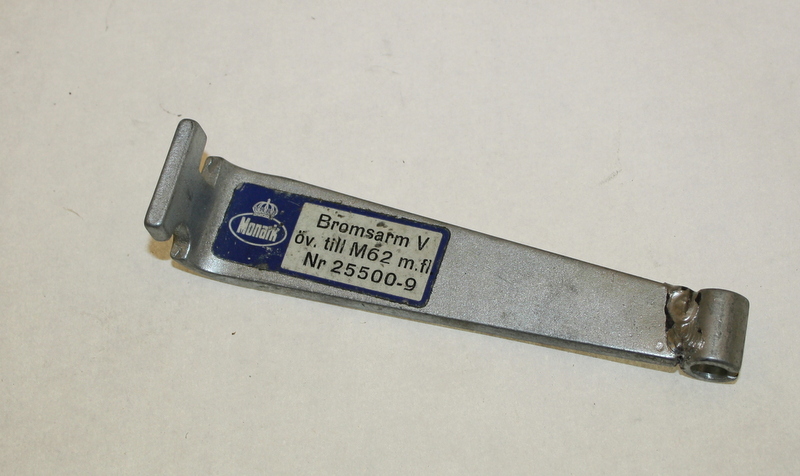 Monark
Bromsarm V
öv. till M62 m.fl
Nr 25500-9